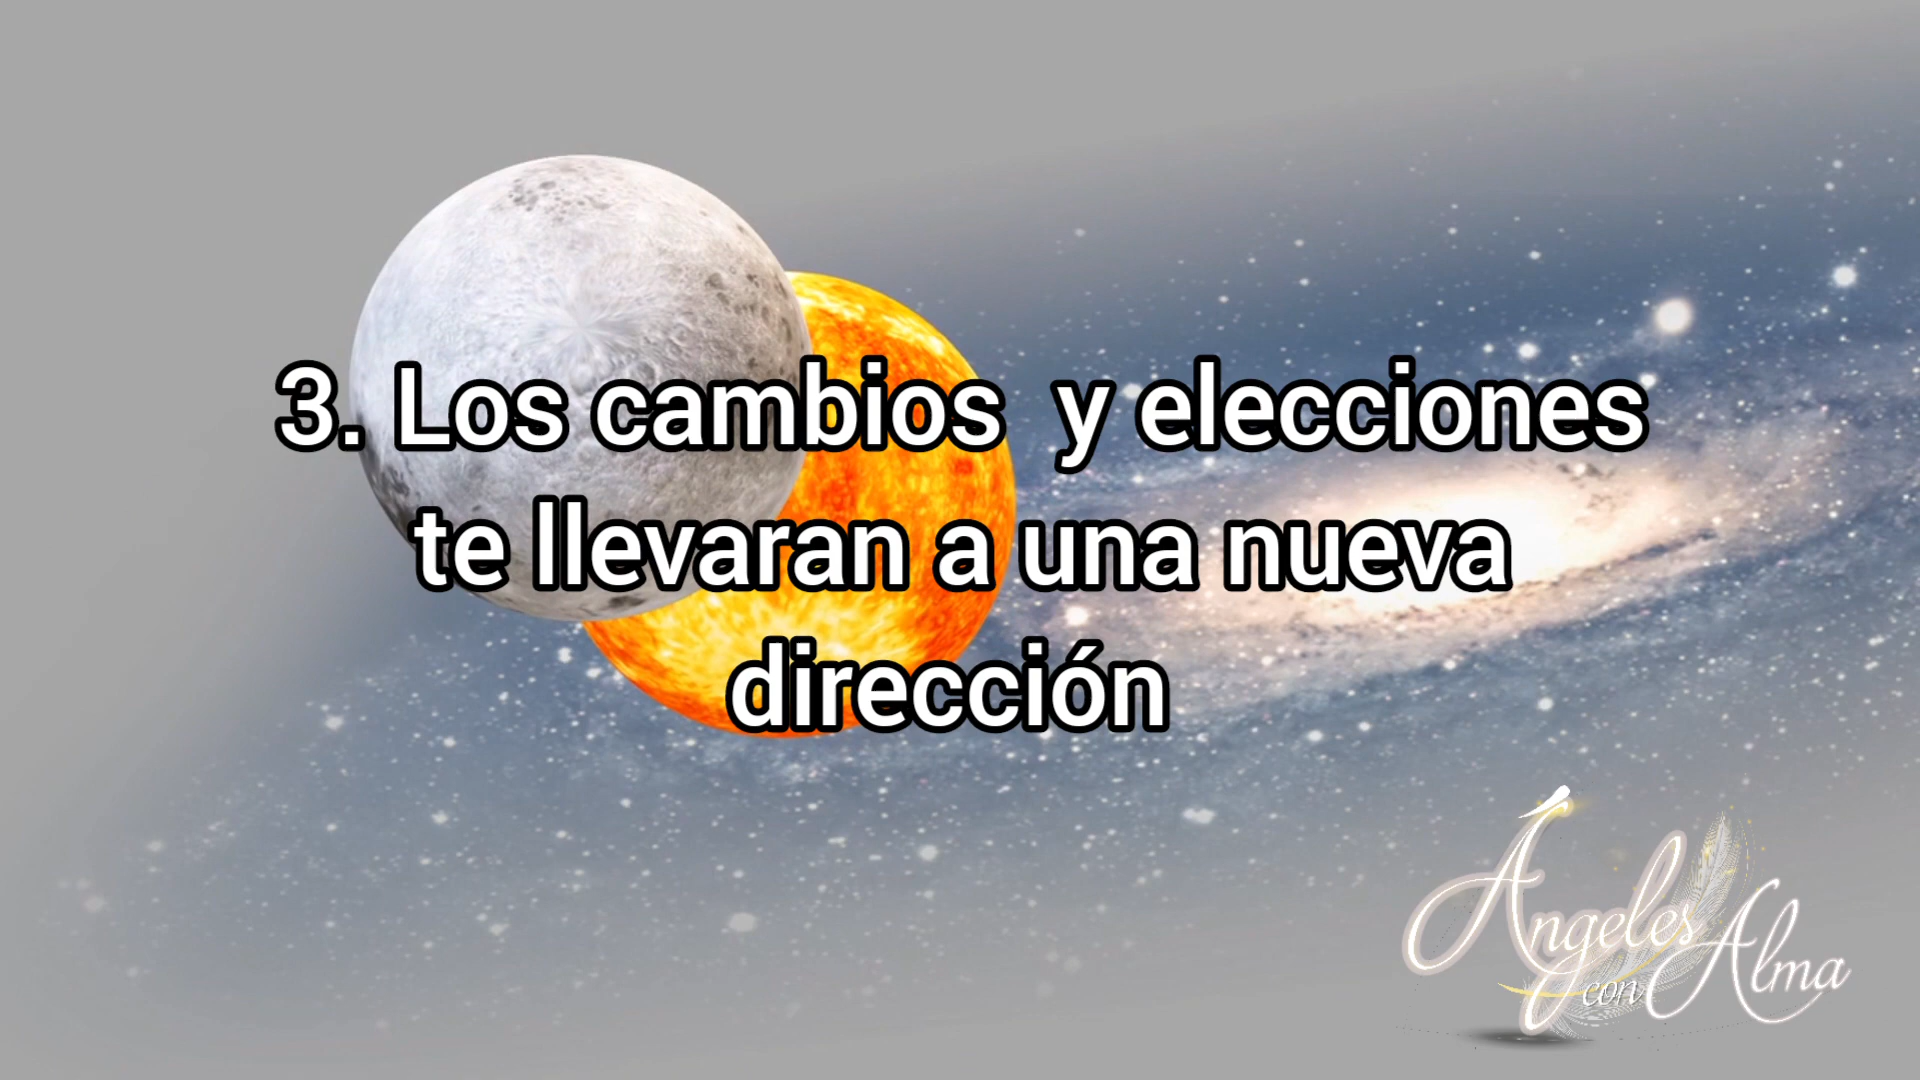 3. Los cambios  y elecciones
te llevaran a una nueva
dirección
Ángeles
con Alma